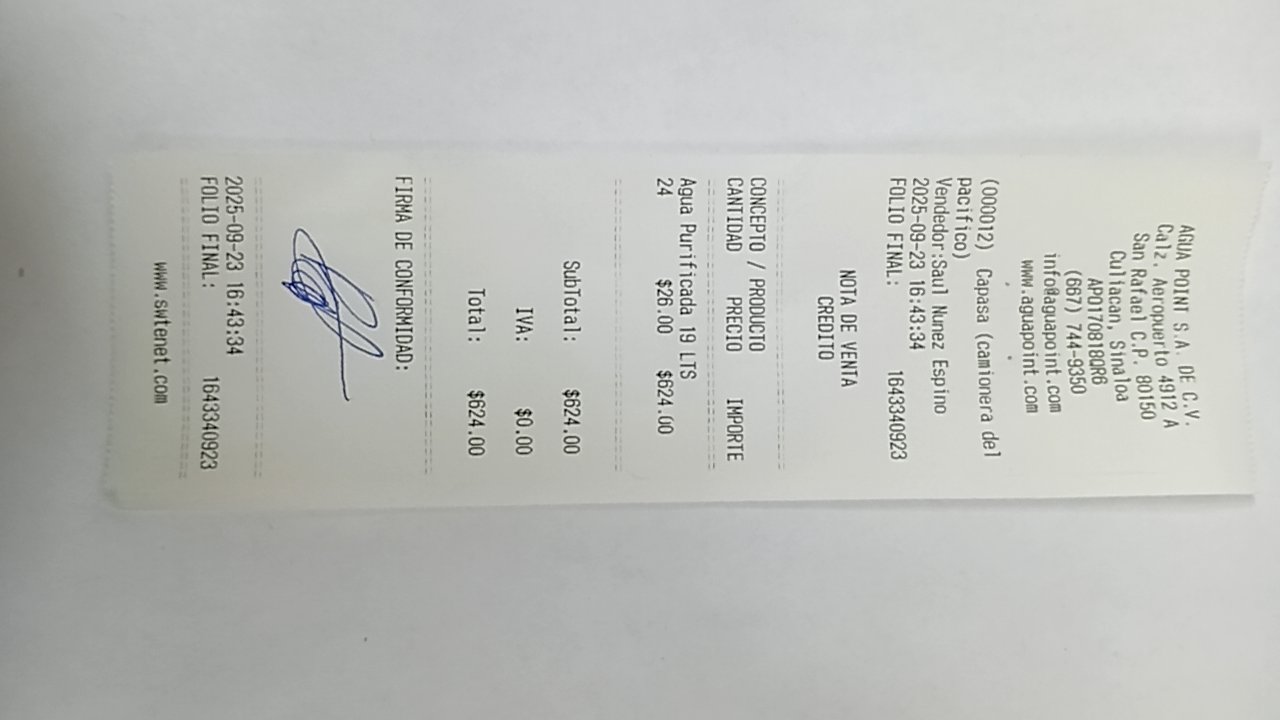 AGUA POINT S.A. DE C.V.
Calz. Aeropuerto 4912 A
San Rafael C.P. 80150
Culiacan, Sinaloa
APO170818QR6
(667) 744-9350
info@aguapoint.com
www.aguapoint.com
(000012) Capasa (camionera del
pacifico)
Vendedor:Saul Nunez Espino
2025-09-23 16:43:34
FOLIO FINAL: 1643340923
NOTA DE VENTA
CREDITO
CONCEPTO / PRODUCTO
CANTIDAD PRECIO IMPORTE
Agua Purificada 19 LTS
24 $26.00 $624.00
SubTotal: $624.00
IVA: $0.00
Total: $624.00
FIRMA DE CONFORMIDAD:
2025-09-23 16:43:34
FOLIO FINAL: 1643340923
www.swtenet.com